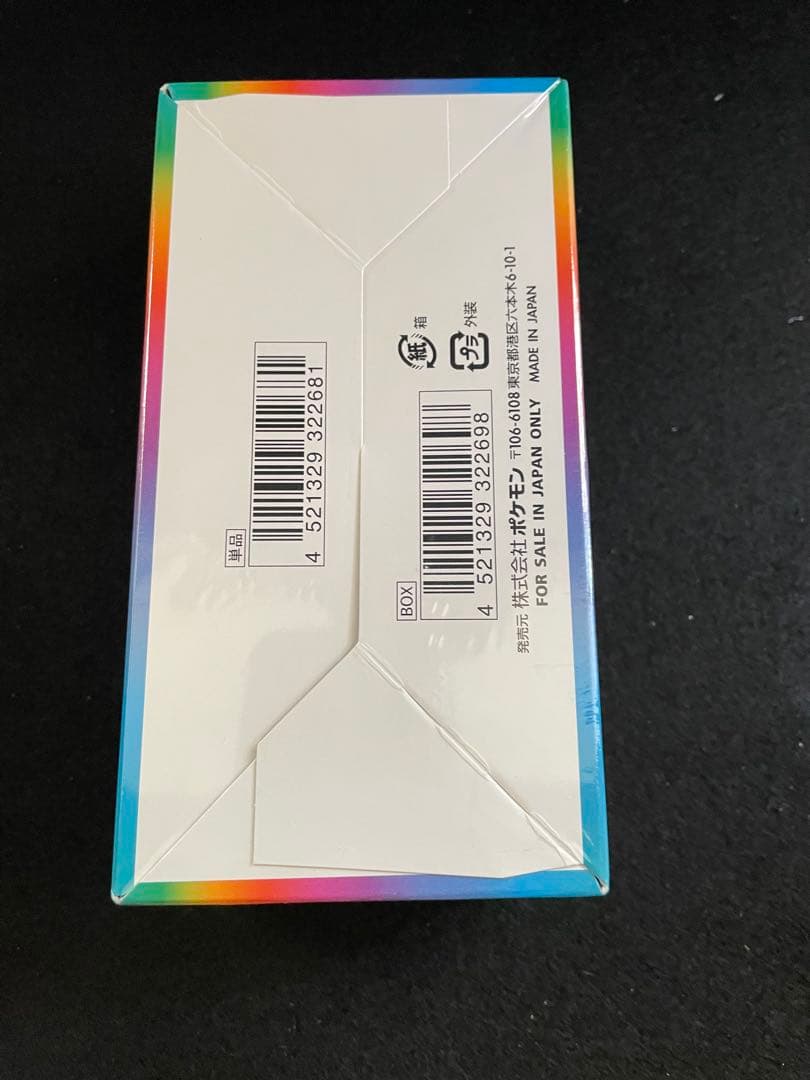 単品
4 521329 322681
BOX
4 521329 322698
紙 箱
プラ 外装
発売元 株式会社 ポケモン 〒106-6108 東京都港区六本木6-10-1
FOR SALE IN JAPAN ONLY MADE IN JAPAN